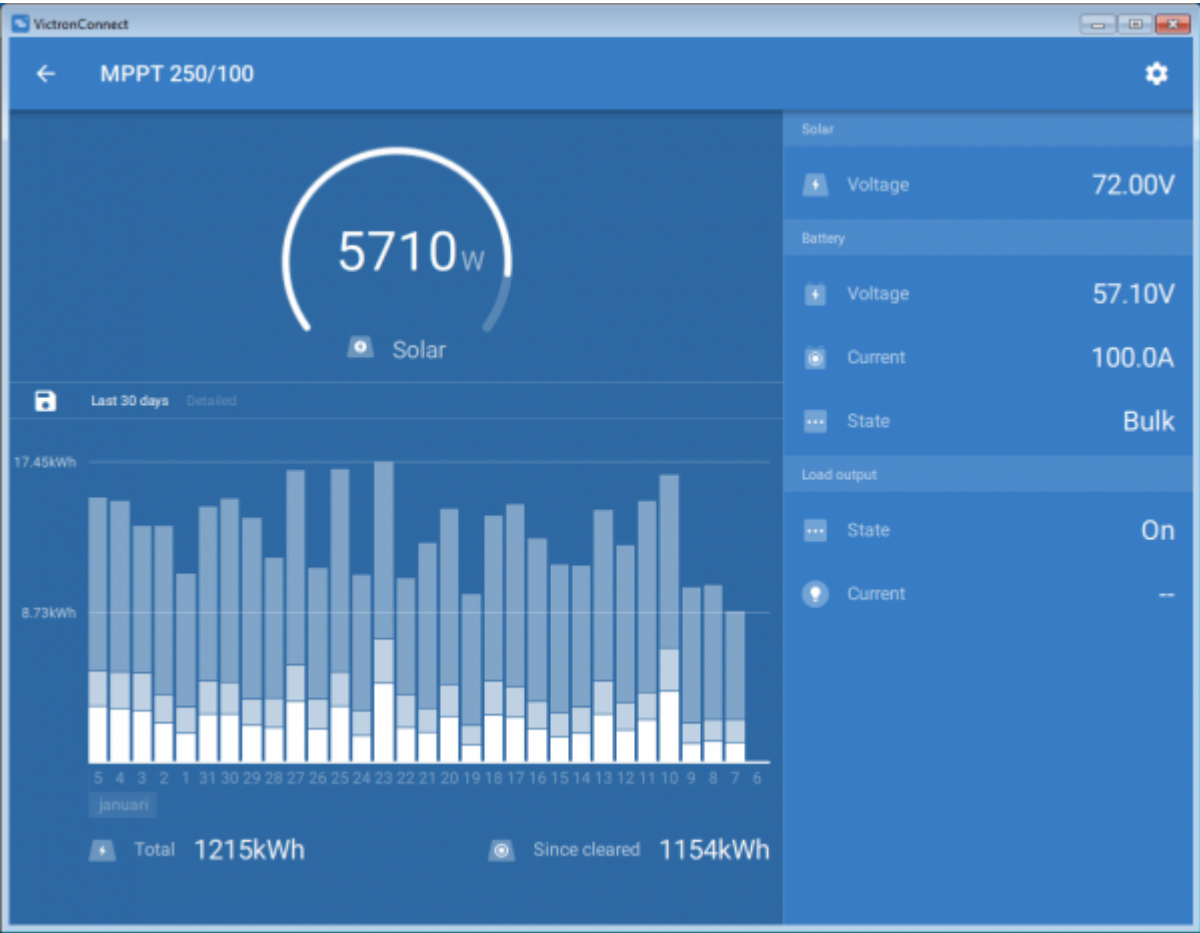 VictronConnect
MPPT 250/100
5710W
Solar
Last 30 days Detailed
17.45kWh
8.73kWh
5 4 3 2 1 31 30 29 28 27 26 25 24 23 22 21 20 19 18 17 16 15 14 13 12 11 10 9 8 7 6
januari
Total 1215kWh Since cleared 1154kWh
Solar
Voltage 72.00V
Battery
Voltage 57.10V
Current 100.0A
State Bulk
Load output
State On
Current --